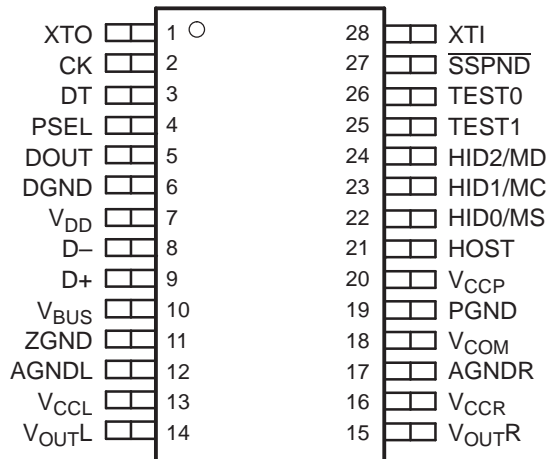 XTO 1 28 XTI
CK 2 27 SSPND
DT 3 26 TEST0
PSEL 4 25 TEST1
DOUT 5 24 HID2/MD
DGND 6 23 HID1/MC
VDD 7 22 HID0/MS
D– 8 21 HOST
D+ 9 20 VCCP
VBUS 10 19 PGND
ZGND 11 18 VCOM
AGNDL 12 17 AGNDR
VCCL 13 16 VCCR
VOUTL 14 15 VOUTR